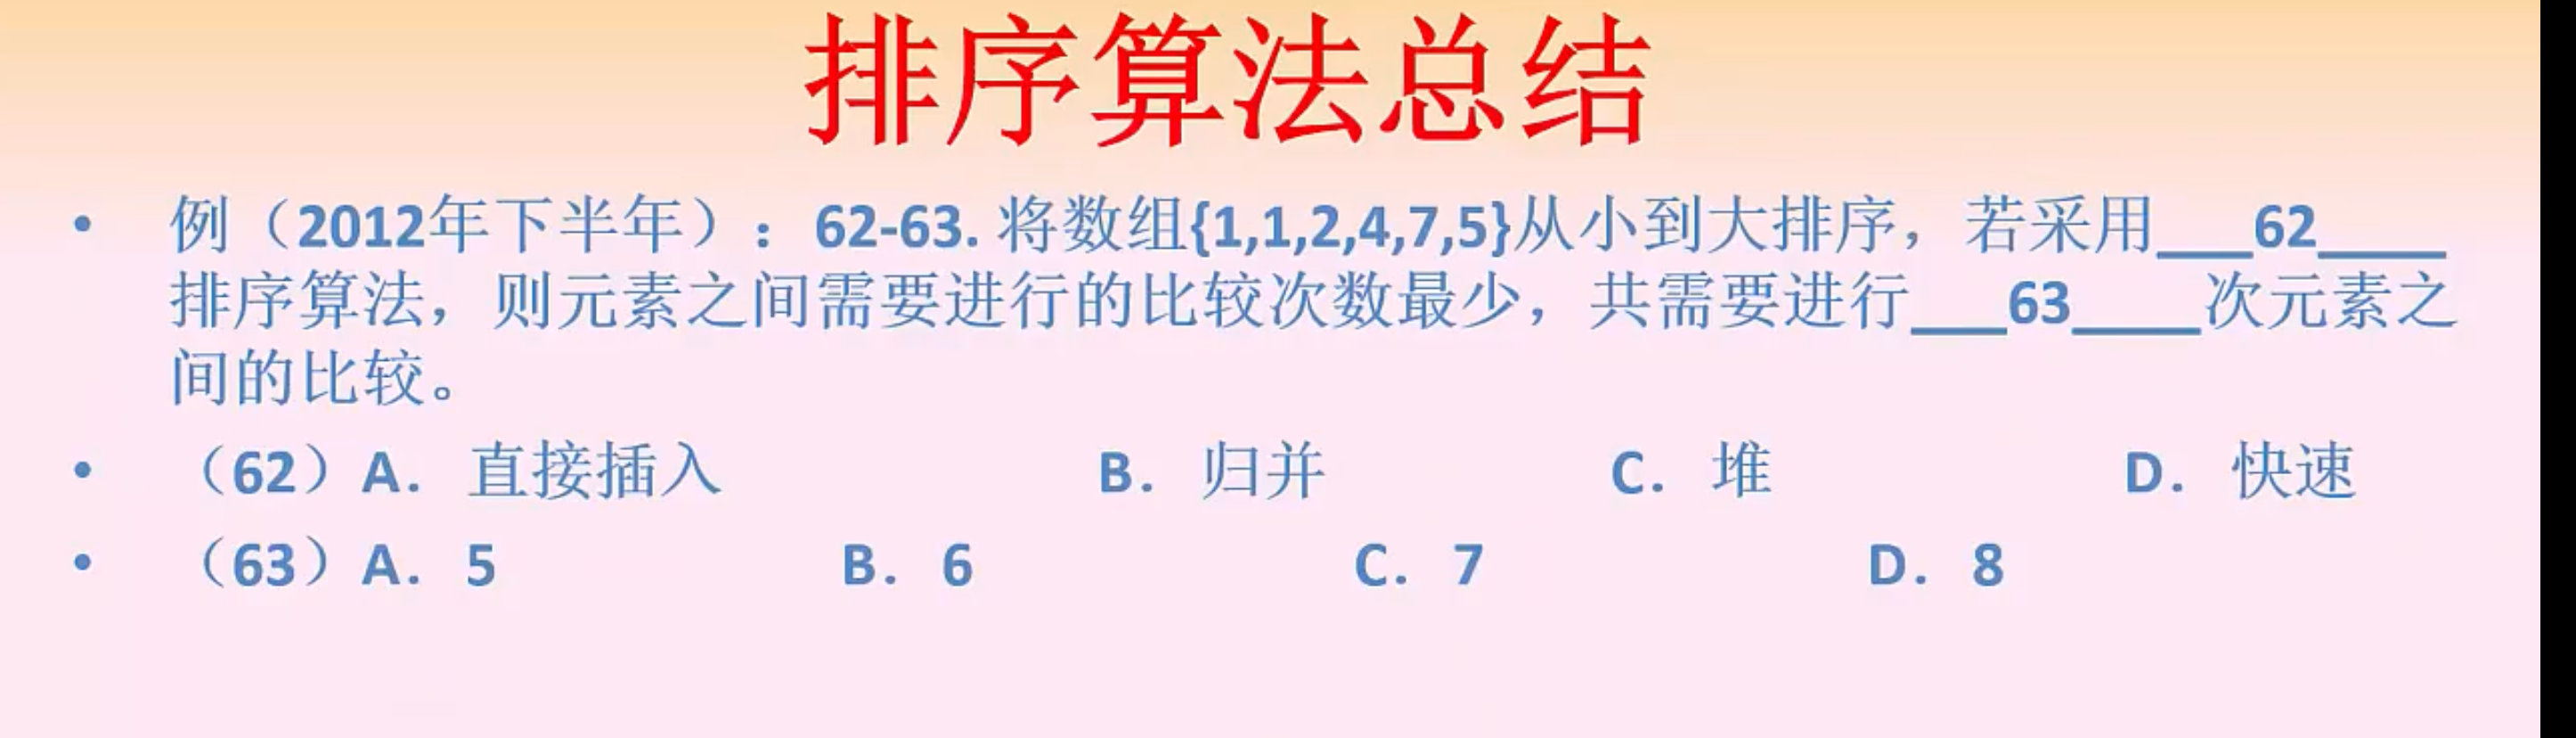 排序算法总结
• 例（2012年下半年）：62-63. 将数组{1,1,2,4,7,5}从小到大排序，若采用___62____
排序算法，则元素之间需要进行的比较次数最少，共需要进行___63____次元素之
间的比较。
• （62）A. 直接插入 B. 归并 C. 堆 D. 快速
• （63）A. 5 B. 6 C. 7 D. 8